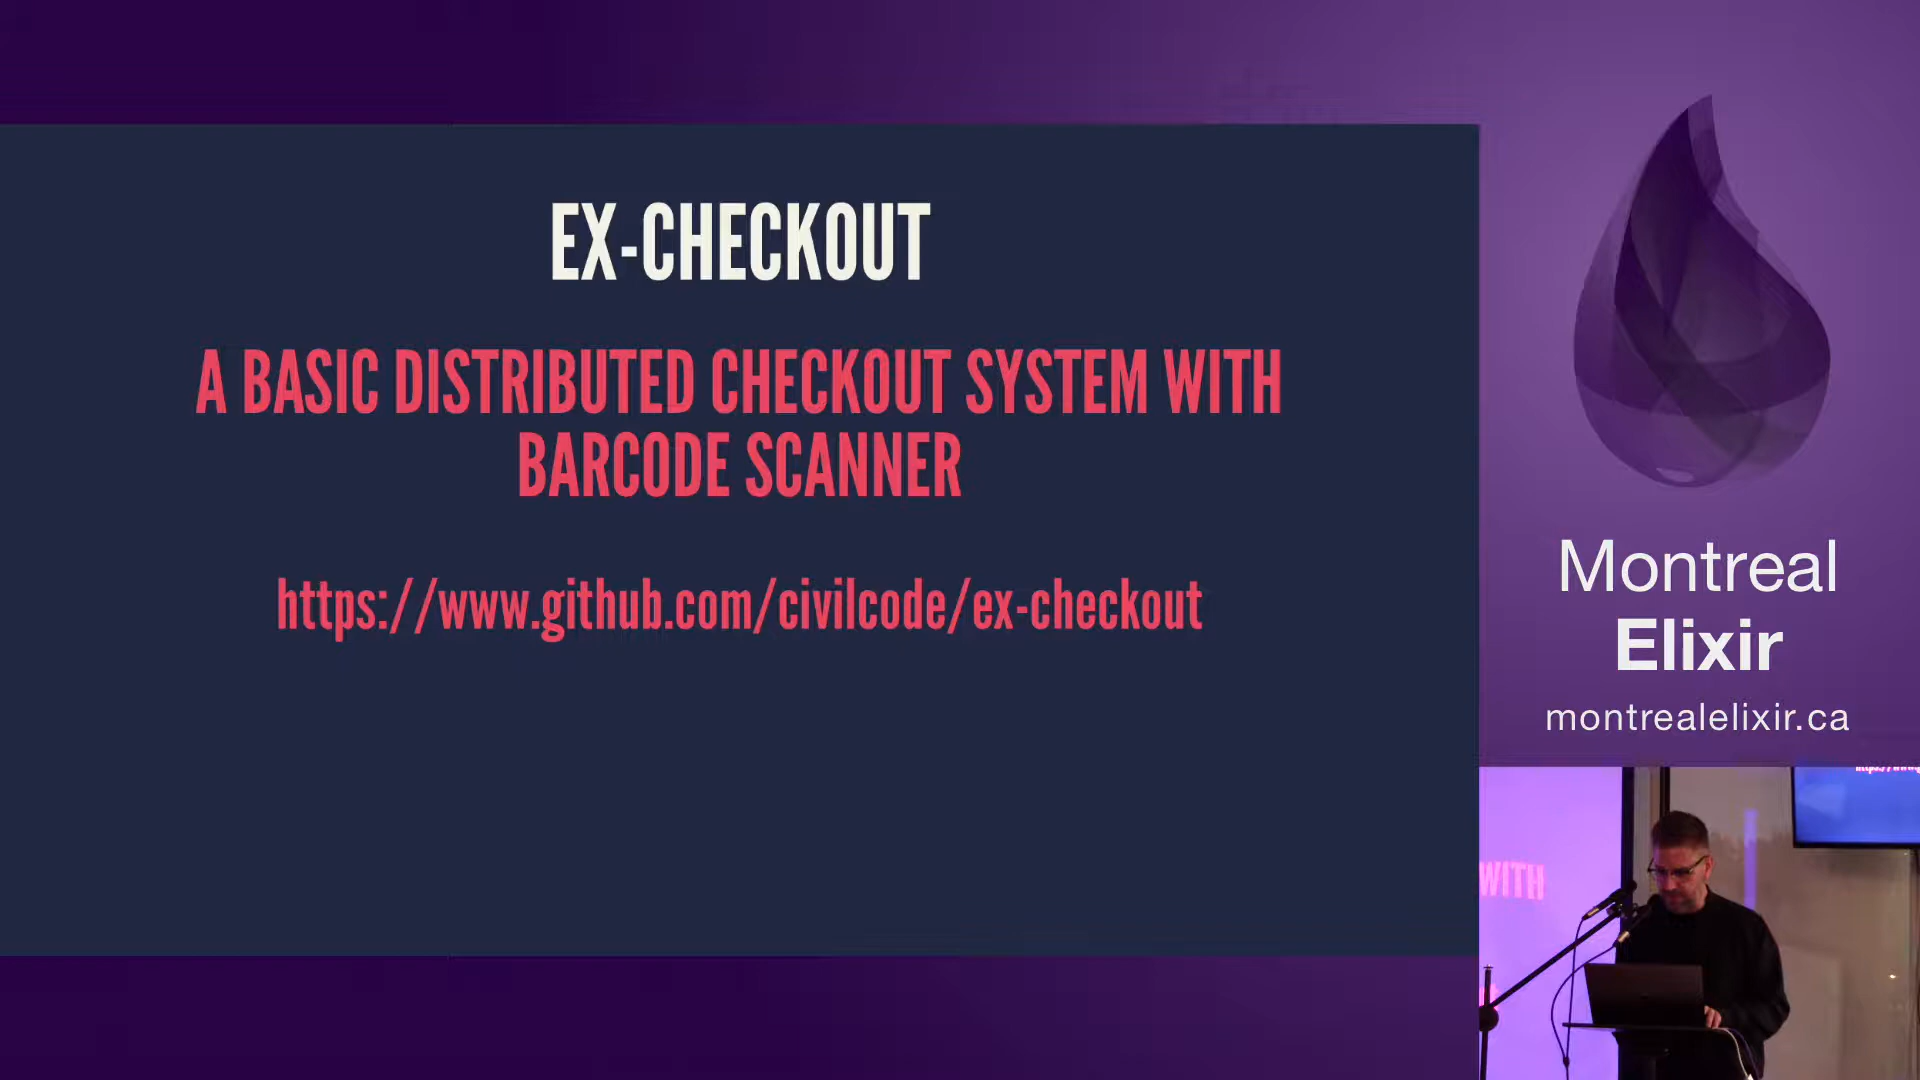 EX-CHECKOUT
A BASIC DISTRIBUTED CHECKOUT SYSTEM WITH
BARCODE SCANNER
https://www.github.com/civilcode/ex-checkout
Montreal
Elixir
montrealelixir.ca
WITH